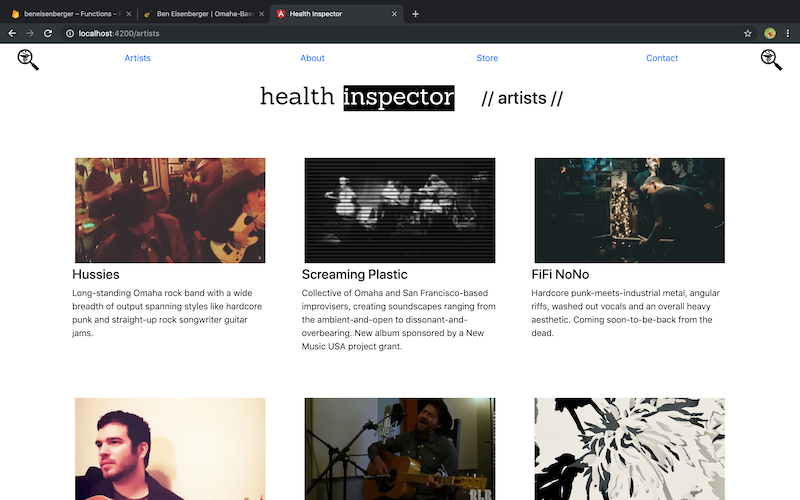 beneisenberger – Functions –
Ben Eisenberger | Omaha-Bas
Health Inspector
localhost:4200/artists
Artists
About
Store
Contact
health inspector // artists //
Hussies
Long-standing Omaha rock band with a wide
breadth of output spanning styles like hardcore
punk and straight-up rock songwriter guitar
jams.
Screaming Plastic
Collective of Omaha and San Francisco-based
improvisers, creating soundscapes ranging from
the ambient-and-open to dissonant-and-
overbearing. New album sponsored by a New
Music USA project grant.
FiFi NoNo
Hardcore punk-meets-industrial metal, angular
riffs, washed out vocals and an overall heavy
aesthetic. Coming soon-to-be-back from the
dead.